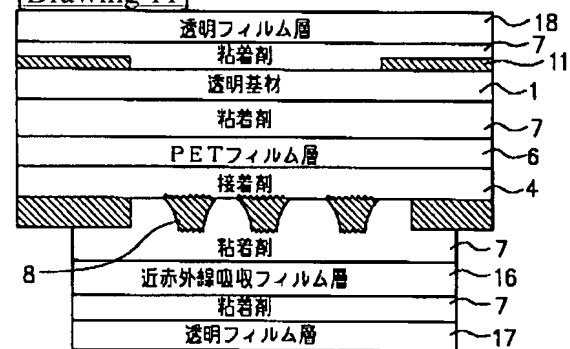 [Drawing 11]
透明フィルム層 18
粘着剤 7
11
透明基材 1
粘着剤 7
PETフィルム層 6
接着剤 4
8
粘着剤 7
近赤外線吸収フィルム層 16
粘着剤 7
透明フィルム層 17